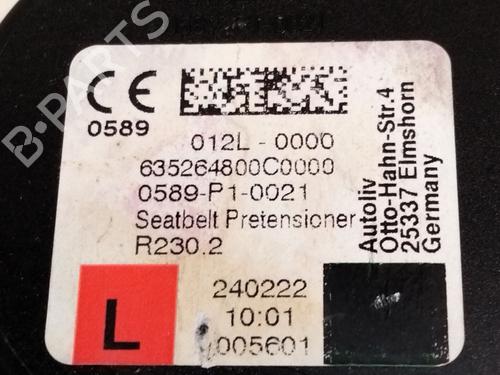 CE
0589
012L - 0000
635264800C0000
0589-P1-0021
Seatbelt Pretensioner
R230.2
L
240222
10:01
005601
Autoliv
Otto-Hahn-Str.4
25337 Elmshorn
Germany
B-PARTS